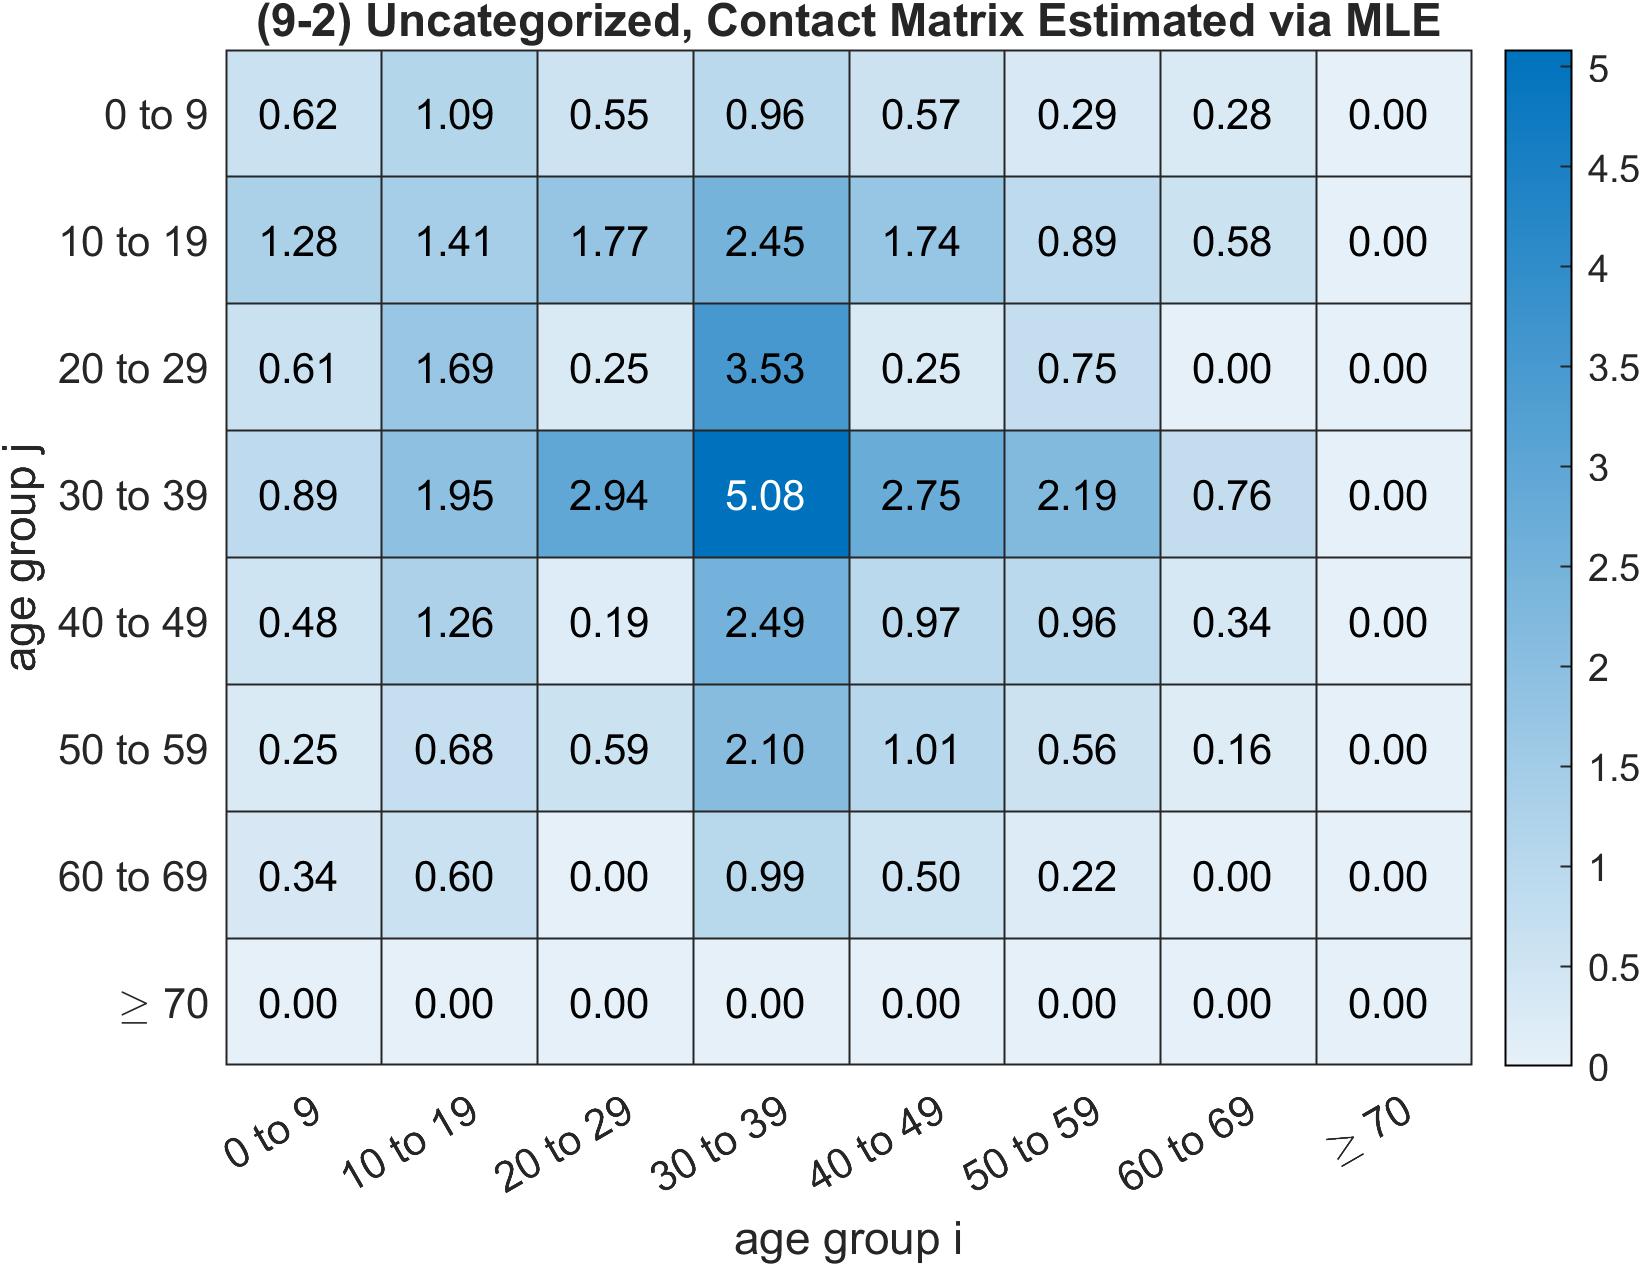 (9-2) Uncategorized, Contact Matrix Estimated via MLE
0 to 9 0.62 1.09 0.55 0.96 0.57 0.29 0.28 0.00
10 to 19 1.28 1.41 1.77 2.45 1.74 0.89 0.58 0.00
20 to 29 0.61 1.69 0.25 3.53 0.25 0.75 0.00 0.00
30 to 39 0.89 1.95 2.94 5.08 2.75 2.19 0.76 0.00
40 to 49 0.48 1.26 0.19 2.49 0.97 0.96 0.34 0.00
50 to 59 0.25 0.68 0.59 2.10 1.01 0.56 0.16 0.00
60 to 69 0.34 0.60 0.00 0.99 0.50 0.22 0.00 0.00
≥ 70 0.00 0.00 0.00 0.00 0.00 0.00 0.00 0.00
0 to 9 10 to 19 20 to 29 30 to 39 40 to 49 50 to 59 60 to 69 ≥ 70
age group i
age group j
5
4.5
4
3.5
3
2.5
2
1.5
1
0.5
0